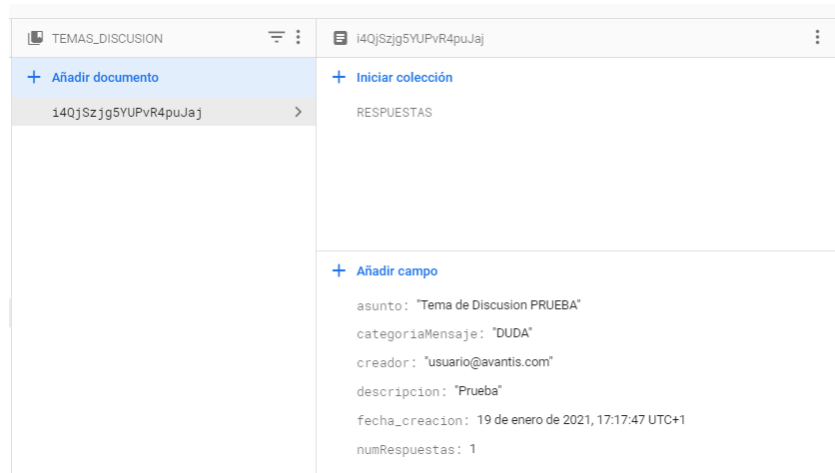 TEMAS_DISCUSION
Añadir documento
i4QjSzjg5YUPvR4puJaj
i4QjSzjg5YUPvR4puJaj
Iniciar colección
RESPUESTAS
Añadir campo
asunto: "Tema de Discusion PRUEBA"
categoriaMensaje: "DUDA"
creador: "usuario@avantis.com"
descripcion: "Prueba"
fecha_creacion: 19 de enero de 2021, 17:17:47 UTC+1
numRespuestas: 1